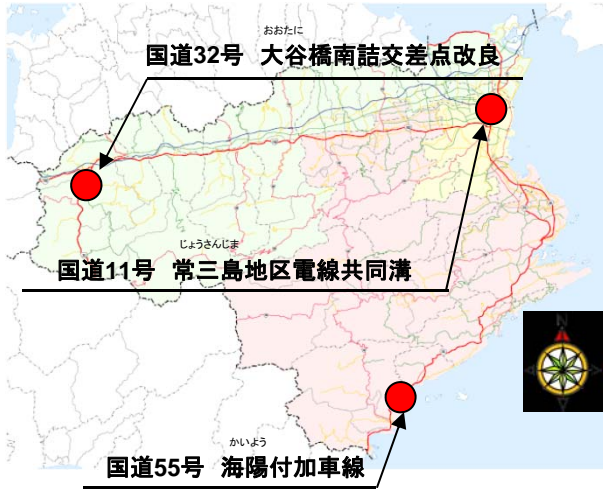 おおたに
国道32号 大谷橋南詰交差点改良
じょうさんじま
国道11号 常三島地区電線共同溝
N
かいよう
国道55号 海陽付加車線